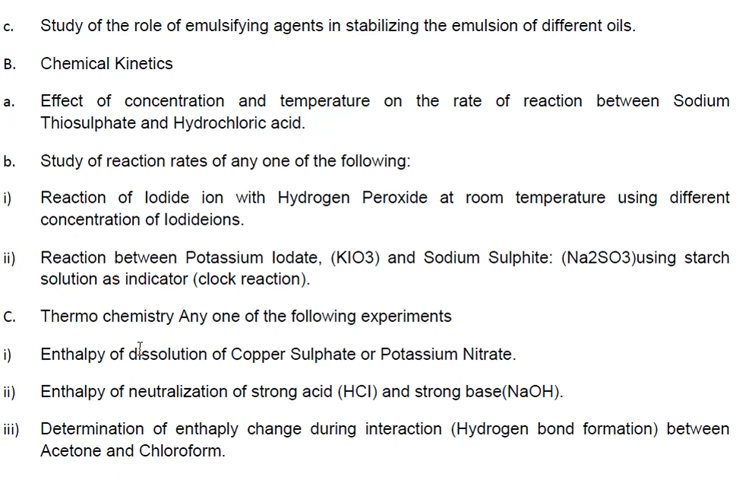 c. Study of the role of emulsifying agents in stabilizing the emulsion of different oils.
B. Chemical Kinetics
a. Effect of concentration and temperature on the rate of reaction between Sodium
Thiosulphate and Hydrochloric acid.
b. Study of reaction rates of any one of the following:
i) Reaction of Iodide ion with Hydrogen Peroxide at room temperature using different
concentration of Iodideions.
ii) Reaction between Potassium Iodate, (KIO3) and Sodium Sulphite: (Na2SO3)using starch
solution as indicator (clock reaction).
C. Thermo chemistry Any one of the following experiments
i) Enthalpy of dissolution of Copper Sulphate or Potassium Nitrate.
ii) Enthalpy of neutralization of strong acid (HCI) and strong base(NaOH).
iii) Determination of enthaply change during interaction (Hydrogen bond formation) between
Acetone and Chloroform.